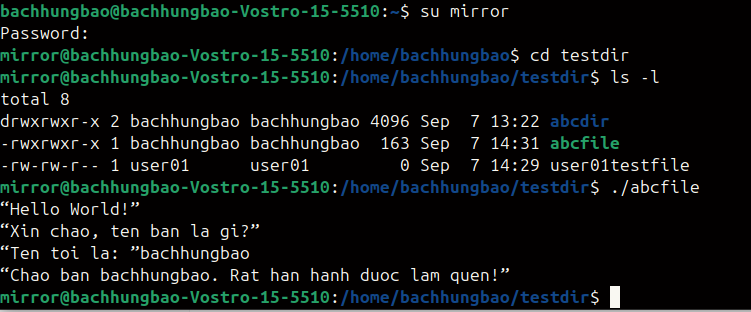 bachhungbao@bachhungbao-Vostro-15-5510:~$ su mirror
Password:
mirror@bachhungbao-Vostro-15-5510:/home/bachhungbao$ cd testdir
mirror@bachhungbao-Vostro-15-5510:/home/bachhungbao/testdir$ ls -l
total 8
drwxrwxr-x 2 bachhungbao bachhungbao 4096 Sep  7 13:22 abcdir
-rwxrwxr-x 1 bachhungbao bachhungbao  163 Sep  7 14:31 abcfile
-rw-rw-r-- 1 user01      user01         0 Sep  7 14:29 user01testfile
mirror@bachhungbao-Vostro-15-5510:/home/bachhungbao/testdir$ ./abcfile
“Hello World!”
“Xin chao, ten ban la gi?”
“Ten toi la: ”bachhungbao
“Chao ban bachhungbao. Rat han hanh duoc lam quen!”
mirror@bachhungbao-Vostro-15-5510:/home/bachhungbao/testdir$